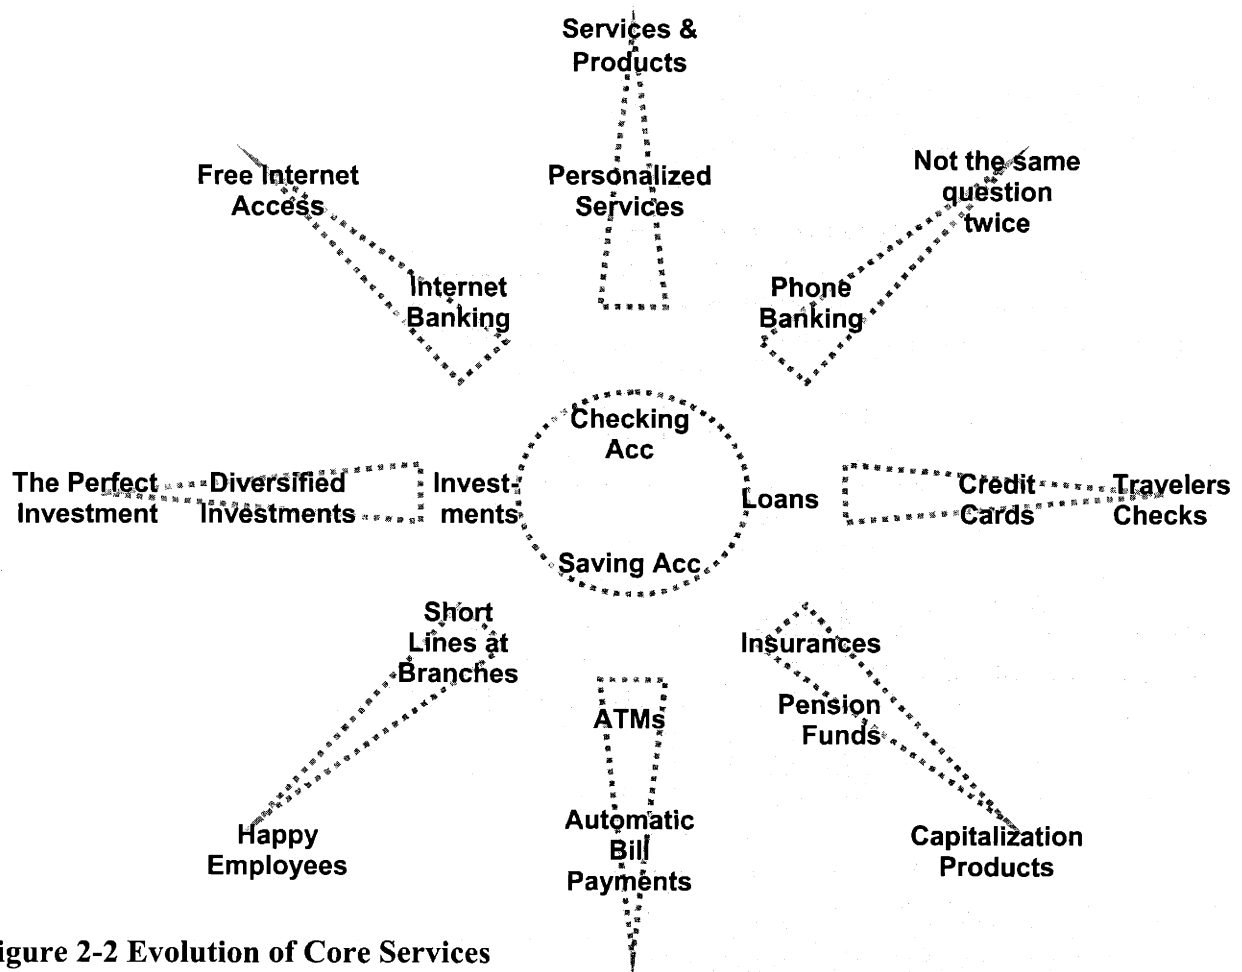 Services &
Products
Free Internet
Access
Personalized
Services
Not the same
question
twice
Internet
Banking
Phone
Banking
Checking
Acc
The Perfect
Investment
Diversified
Investments
Invest-
ments
Loans
Credit
Cards
Travelers
Checks
Saving Acc
Short
Lines at
Branches
Insurances
Pension
Funds
ATMs
Happy
Employees
Automatic
Bill
Payments
Capitalization
Products
igure 2-2 Evolution of Core Services